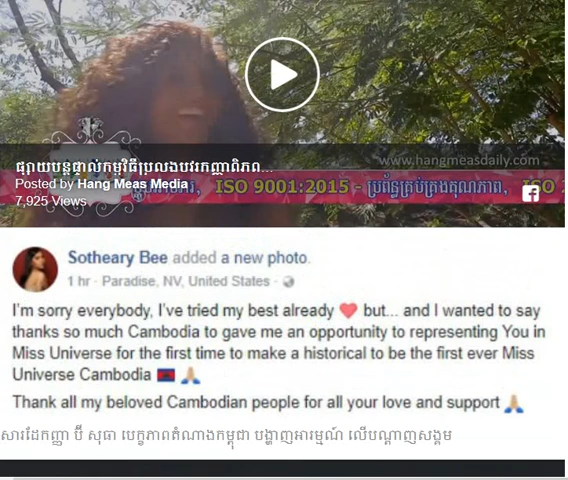 www.hangmeasdaily.com
ផ្សាយបន្តផ្ទាល់កម្មវិធីប្រលងបវរកញ្ញាពិភព...
Posted by Hang Meas Media
ISO 9001:2015 - ប្រព័ន្ធគ្រប់គ្រងគុណភាព, ISO
7,925 Views
Sotheary Bee added a new photo.
1 hr · Paradise, NV, United States ·
I'm sorry everybody, I've tried my best already ❤️ but... and I wanted to say
thanks so much Cambodia to gave me an opportunity to representing You in
Miss Universe for the first time to make a historical to be the first ever Miss
Universe Cambodia 🇰🇭 🙏🏼
Thank all my beloved Cambodian people for all your love and support 🙏🏼
សារដែកញ្ញា ប៊ី សុធា បេក្ខភាពតំណាងកម្ពុជា បង្ហាញអារម្មណ៍ លើបណ្តាញសង្គម